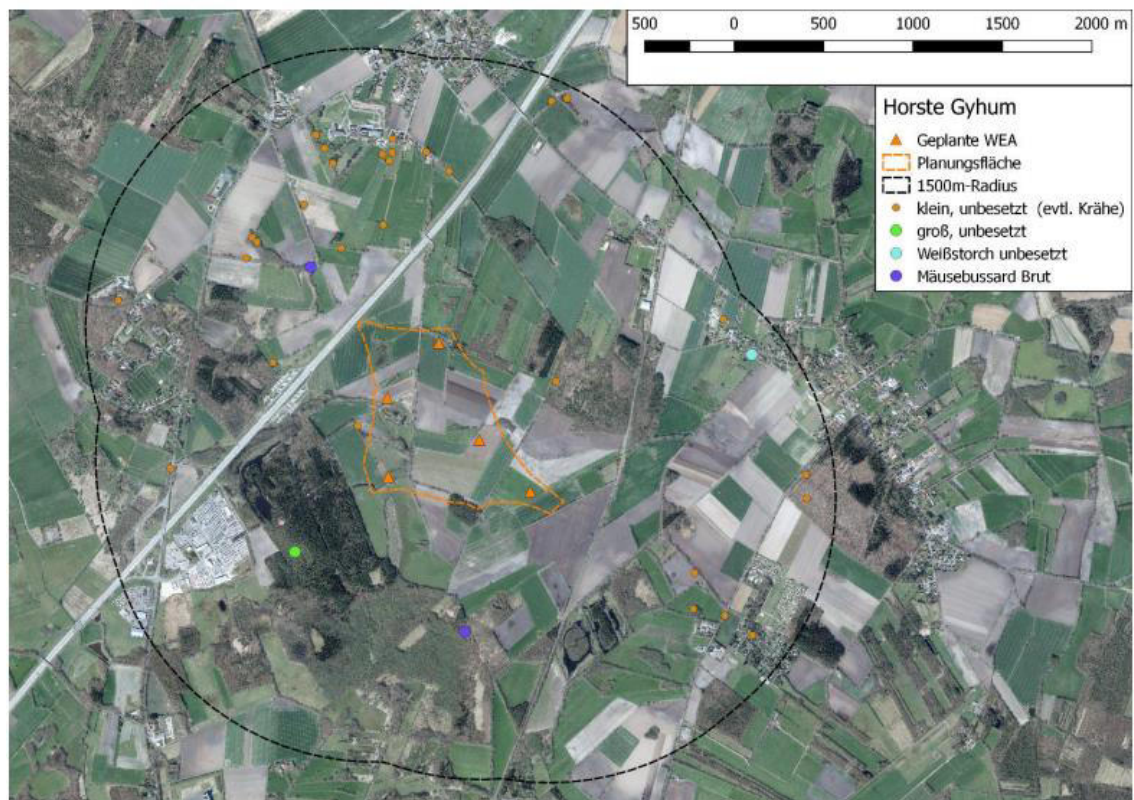 500 0 500 1000 1500 2000 m
Horste Gyhum
Geplante WEA
Planungsfläche
1500m-Radius
klein, unbesetzt (evtl. Krähe)
groß, unbesetzt
Weißstorch unbesetzt
Mäusebussard Brut